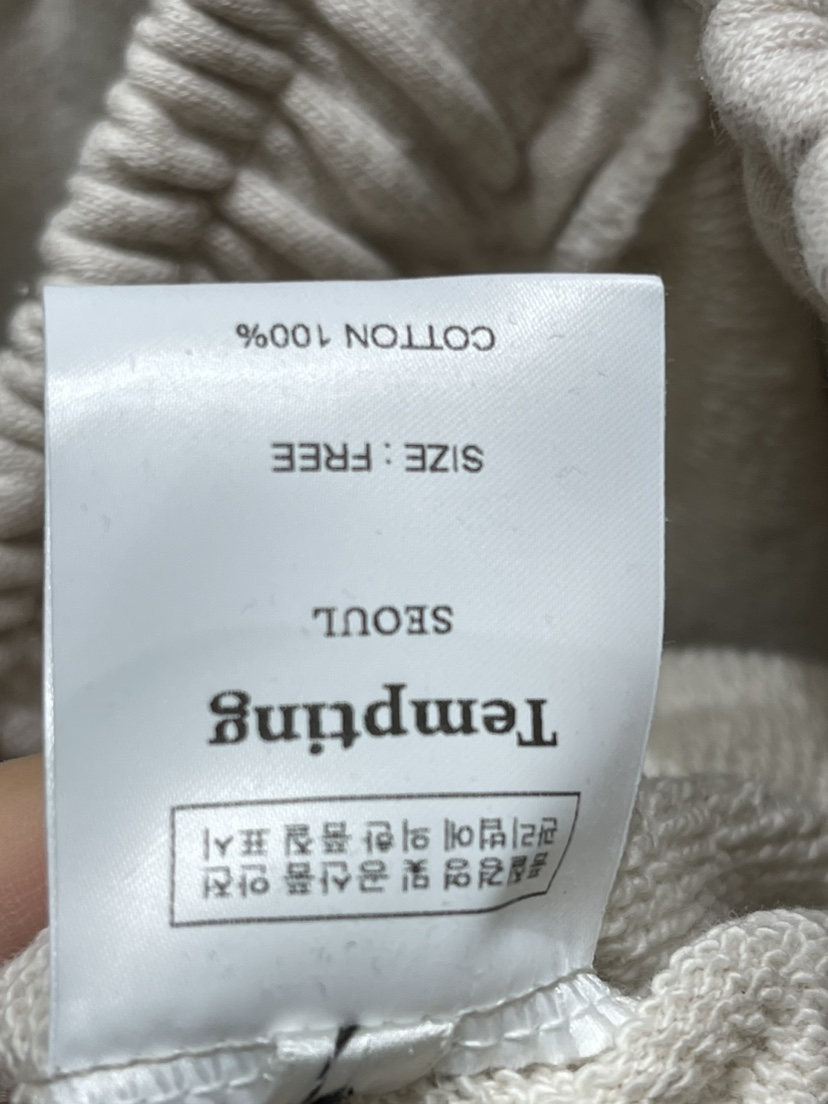 품질경영 및 공산품 안전
관리법에 의한 품질 표시
Tempting
SEOUL
SIZE : FREE
COTTON 100%